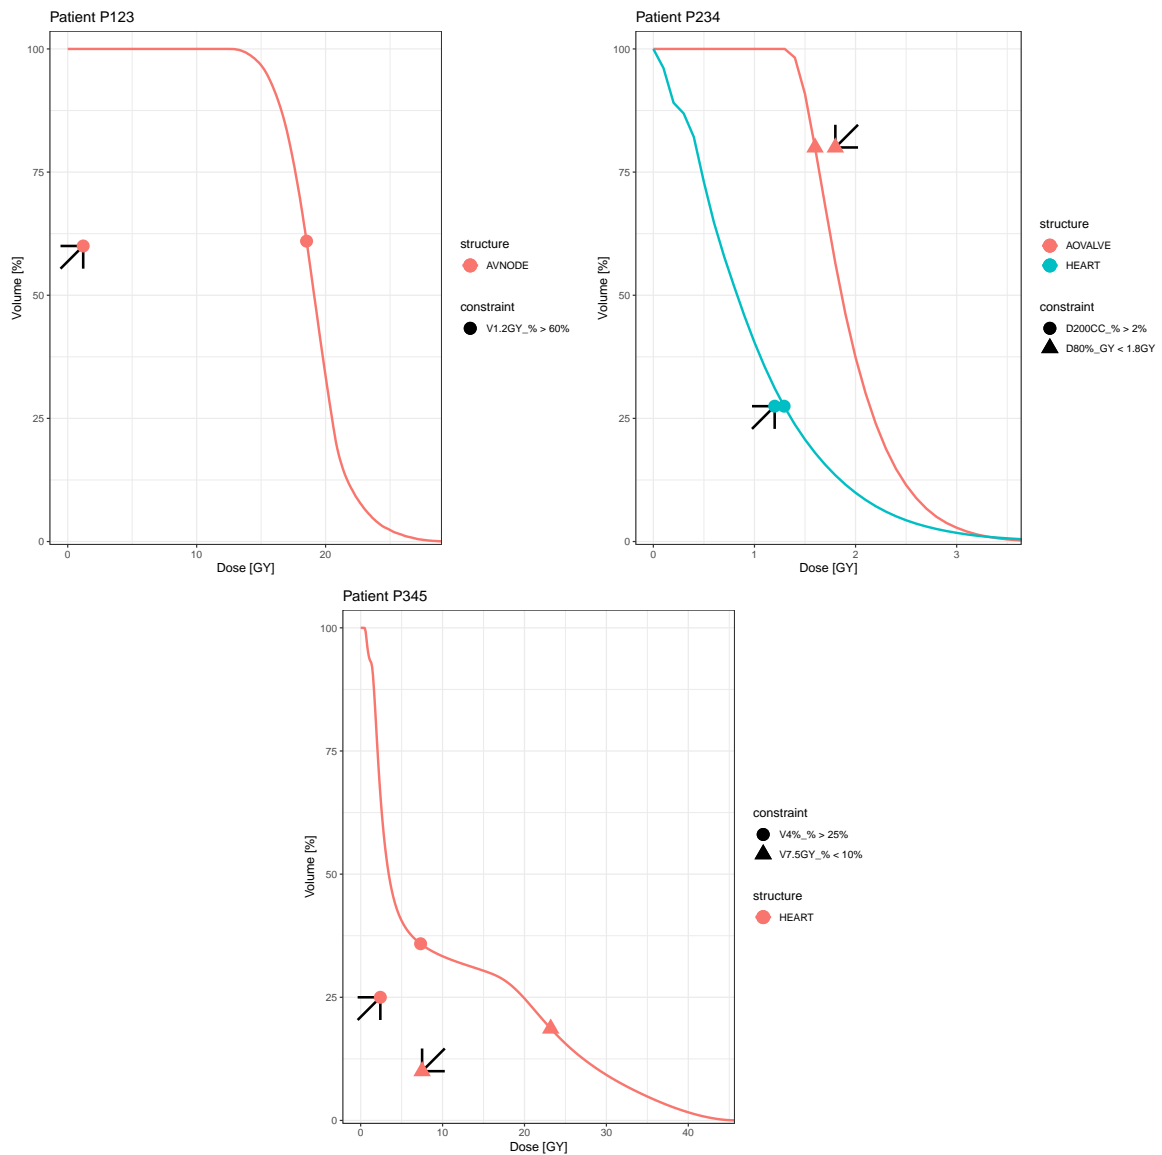 Patient P123
100
75
50
25
0
0 10 20
Volume [%]
Dose [GY]
structure
AVNODE
constraint
V1.2GY_% > 60%
Patient P234
100
75
50
25
0
0 1 2 3
Volume [%]
Dose [GY]
structure
AOVALVE
HEART
constraint
D200CC_% > 2%
D80%_GY < 1.8GY
Patient P345
100
75
50
25
0
0 10 20 30 40
Volume [%]
Dose [GY]
constraint
V4%_% > 25%
V7.5GY_% < 10%
structure
HEART